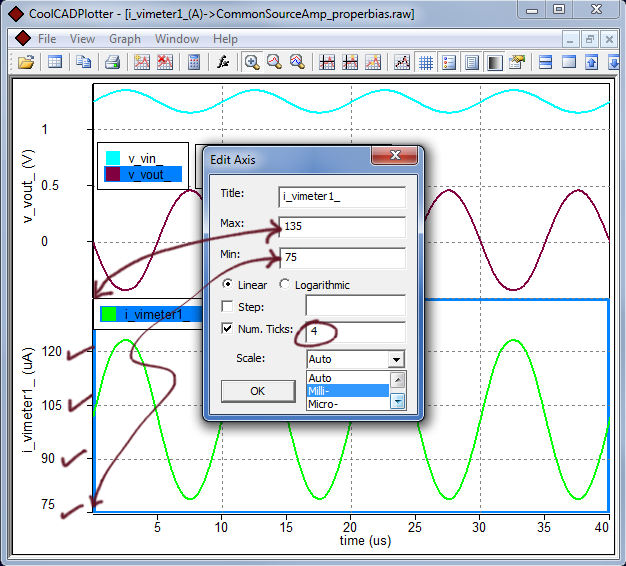 CoolCADPlotter - [i_vimeter1_(A)->CommonSourceAmp_properbias.raw]
File View Graph Window Help
fx
1
0.5
0
v_vout_ (V)
v_vin_
v_vout_
i_vimeter1_
120
105
90
75
i_vimeter1_ (uA)
Edit Axis
Title: i_vimeter1_
Max: 135
Min: 75
Linear Logarithmic
Step:
Num. Ticks: 4
Scale: Auto
Auto
Milli-
Micro-
OK
5 10 15 20 25 30 35 40
time (us)